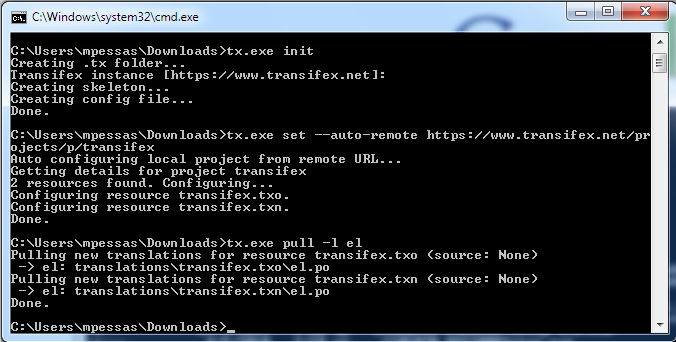 C:\Windows\system32\cmd.exe
C:\Users\mpessas\Downloads>tx.exe init
Creating .tx folder...
Transifex instance [https://www.transifex.net]:
Creating skeleton...
Creating config file...
Done.
C:\Users\mpessas\Downloads>tx.exe set --auto-remote https://www.transifex.net/pr
ojects/p/transifex
Auto configuring local project from remote URL...
Getting details for project transifex
2 resources found. Configuring...
Configuring resource transifex.txo.
Configuring resource transifex.txn.
Done.
C:\Users\mpessas\Downloads>tx.exe pull -l el
Pulling new translations for resource transifex.txo (source: None)
 -> el: translations\transifex.txo\el.po
Pulling new translations for resource transifex.txn (source: None)
 -> el: translations\transifex.txn\el.po
Done.
C:\Users\mpessas\Downloads>_